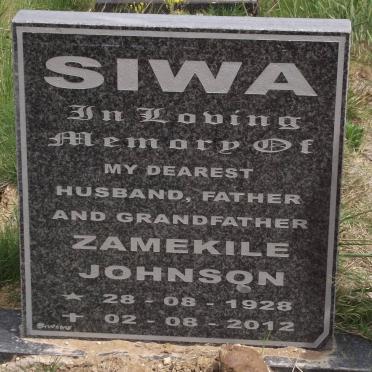 SIWA
In Loving
Memory Of
MY DEAREST
HUSBAND, FATHER
AND GRANDFATHER
ZAMEKILE
JOHNSON
28 - 08 - 1928
02 - 08 - 2012